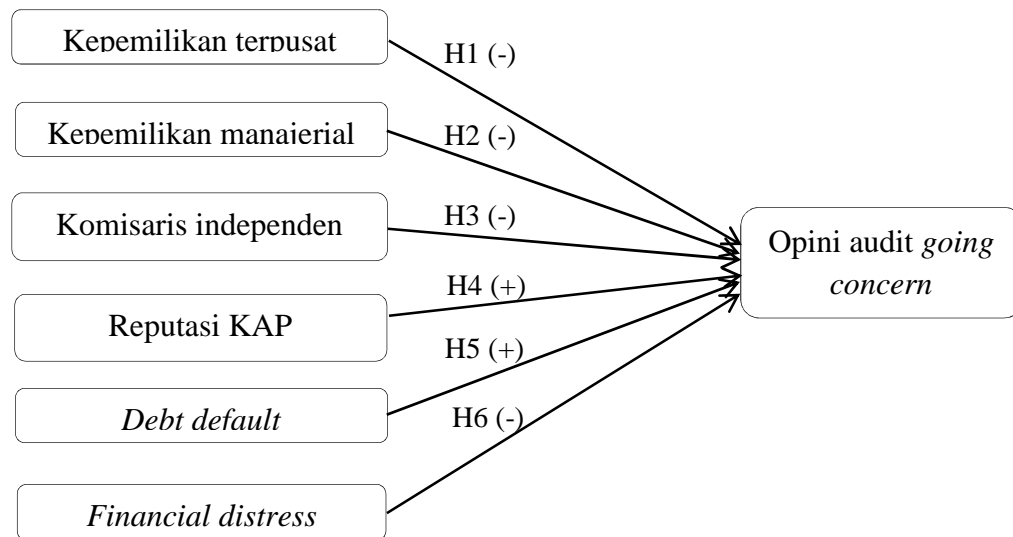 Kepemilikan terpusat
H1 (-)
Kepemilikan manajerial
H2 (-)
Komisaris independen
H3 (-)
Opini audit going
concern
H4 (+)
Reputasi KAP
H5 (+)
Debt default
H6 (-)
Financial distress